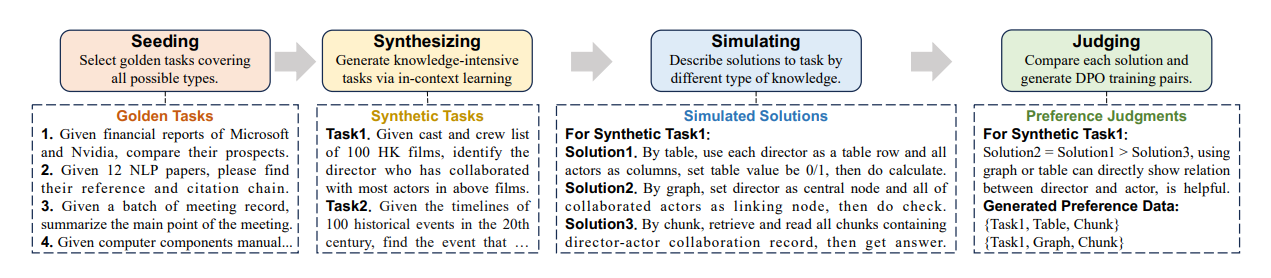 Seeding
Select golden tasks covering
all possible types.
Synthesizing
Generate knowledge-intensive
tasks via in-context learning
Simulating
Describe solutions to task by
different type of knowledge.
Judging
Compare each solution and
generate DPO training pairs.
Golden Tasks
1. Given financial reports of Microsoft
and Nvidia, compare their prospects.
2. Given 12 NLP papers, please find
their reference and citation chain.
3. Given a batch of meeting record,
summarize the main point of the meeting.
4. Given computer components manual...
Synthetic Tasks
Task1. Given cast and crew list
of 100 HK films, identify the
director who has collaborated
with most actors in above films.
Task2. Given the timelines of
100 historical events in the 20th
century, find the event that ...
Simulated Solutions
For Synthetic Task1:
Solution1. By table, use each director as a table row and all
actors as columns, set table value be 0/1, then do calculate.
Solution2. By graph, set director as central node and all of
collaborated actors as linking node, then do check.
Solution3. By chunk, retrieve and read all chunks containing
director-actor collaboration record, then get answer.
Preference Judgments
For Synthetic Task1:
Solution2 = Solution1 > Solution3, using
graph or table can directly show relation
between director and actor, is helpful.
Generated Preference Data:
{Task1, Table, Chunk}
{Task1, Graph, Chunk}